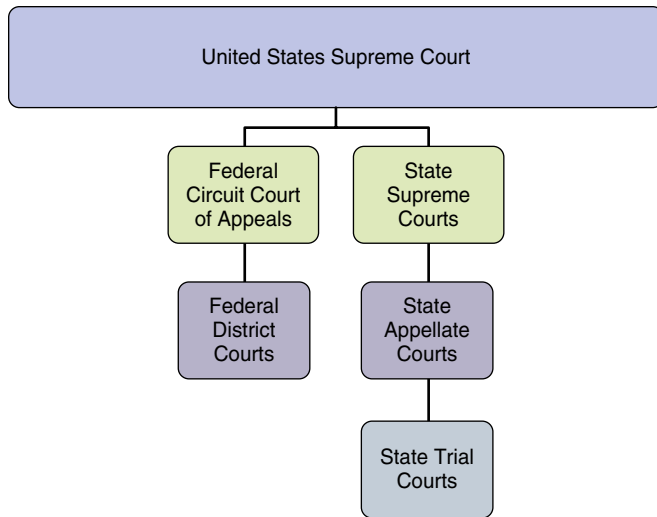 United States Supreme Court
Federal
Circuit Court
of Appeals
State
Supreme
Courts
Federal
District
Courts
State
Appellate
Courts
State Trial
Courts